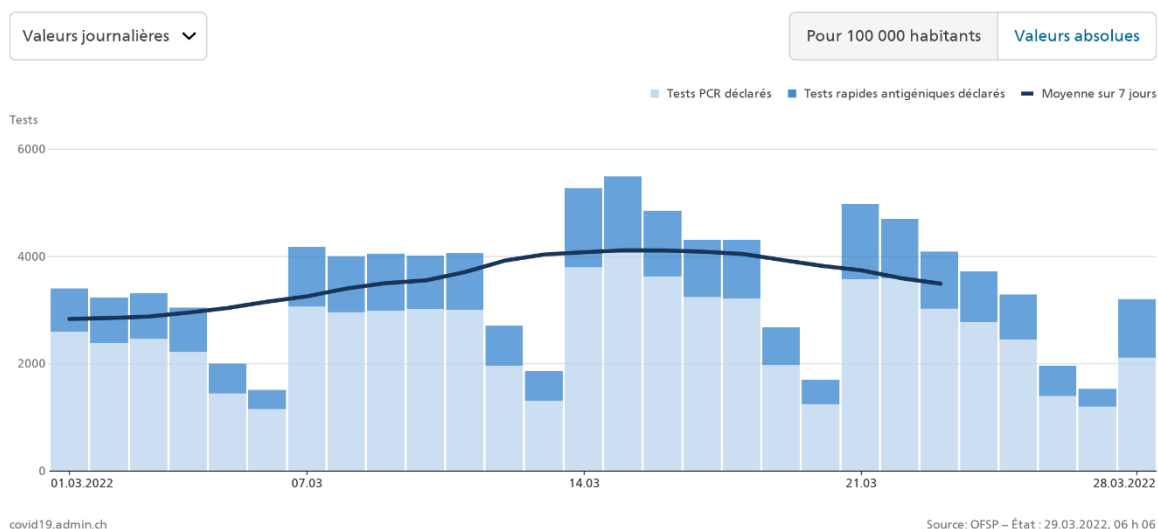 Valeurs journalières
Pour 100 000 habitants Valeurs absolues
Tests PCR déclarés Tests rapides antigéniques déclarés Moyenne sur 7 jours
Tests
6000
4000
2000
0
01.03.2022 07.03 14.03 21.03 28.03.2022
covid19.admin.ch Source: OFSP – État : 29.03.2022, 06 h 06